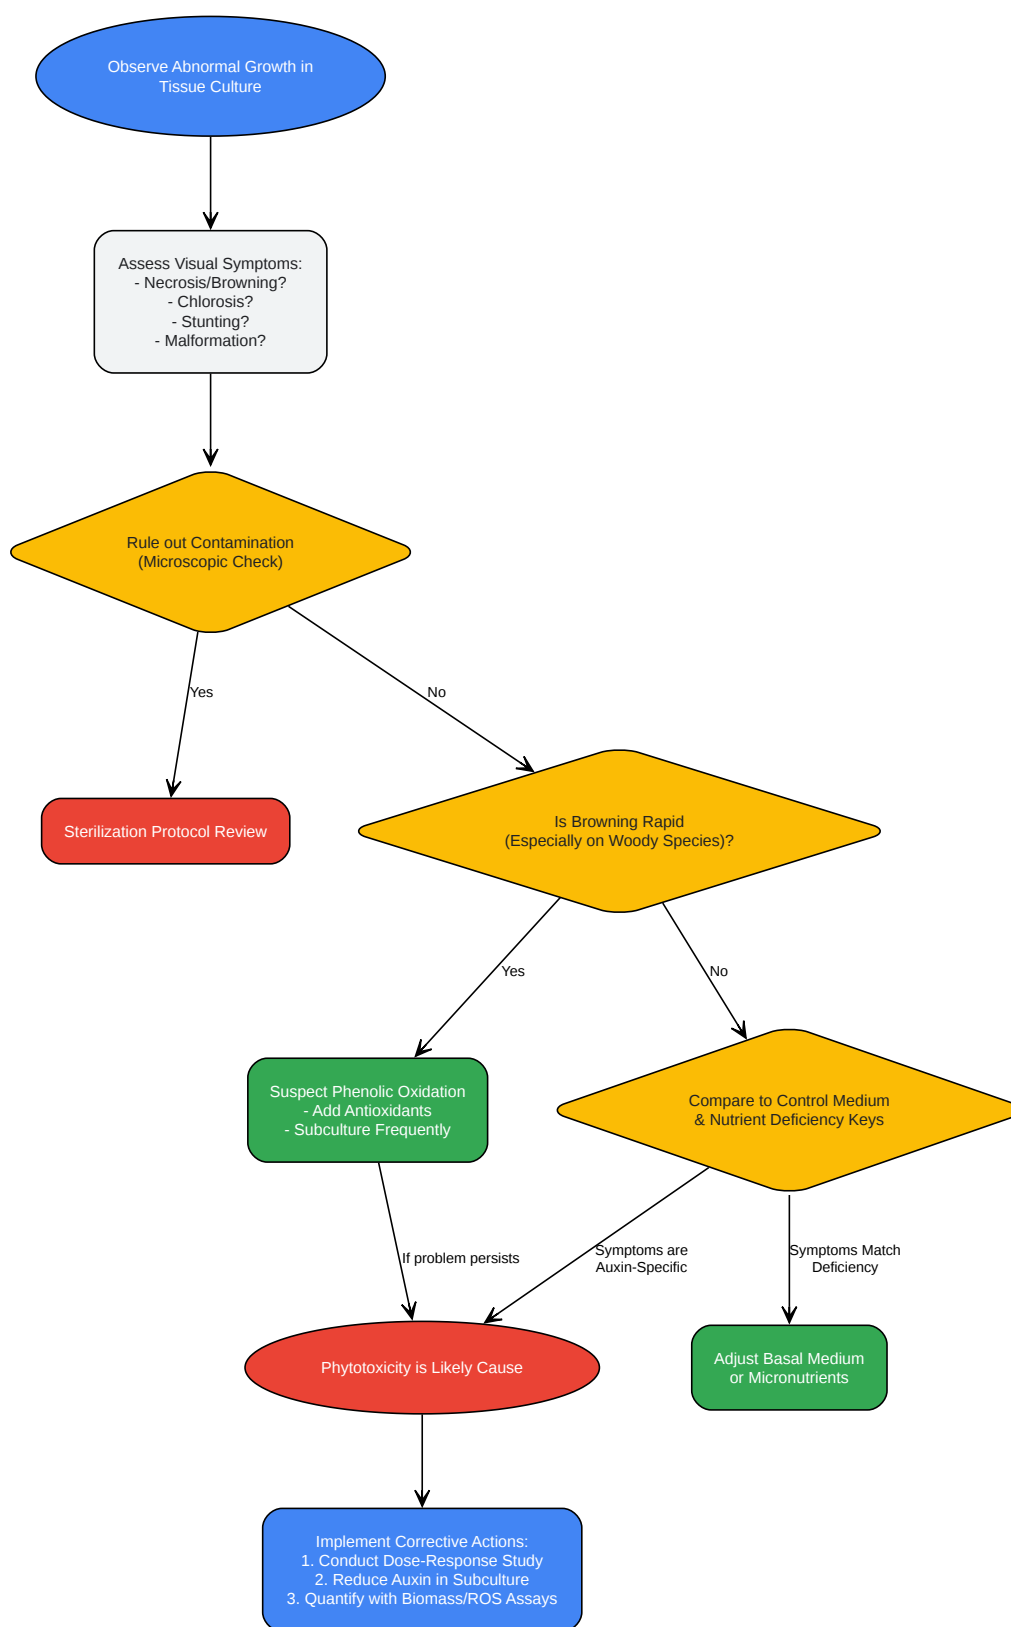 Observe Abnormal Growth in
Tissue Culture
Assess Visual Symptoms:
- Necrosis/Browning?
- Chlorosis?
- Stunting?
- Malformation?
Rule out Contamination
(Microscopic Check)
Yes
No
Sterilization Protocol Review
Is Browning Rapid
(Especially on Woody Species)?
Yes
No
Suspect Phenolic Oxidation
- Add Antioxidants
- Subculture Frequently
Compare to Control Medium
& Nutrient Deficiency Keys
If problem persists
Symptoms are
Auxin-Specific
Symptoms Match
Deficiency
Phytotoxicity is Likely Cause
Adjust Basal Medium
or Micronutrients
Implement Corrective Actions:
1. Conduct Dose-Response Study
2. Reduce Auxin in Subculture
3. Quantify with Biomass/ROS Assays